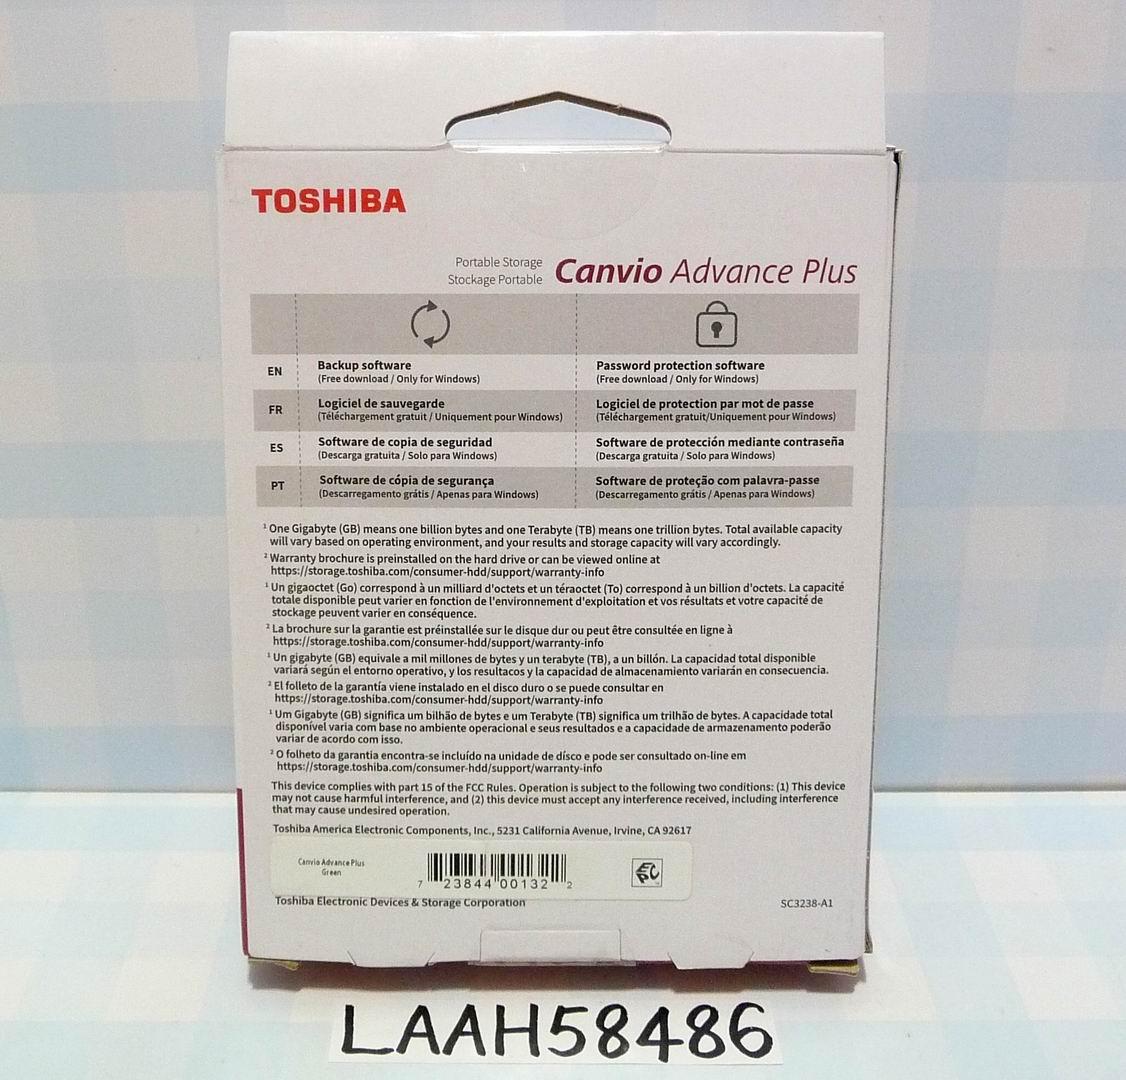 TOSHIBA
Portable Storage
Stockage Portable
Canvio Advance Plus
EN
Backup software
(Free download / Only for Windows)
Password protection software
(Free download / Only for Windows)
FR
Logiciel de sauvegarde
(Téléchargement gratuit / Uniquement pour Windows)
Logiciel de protection par mot de passe
(Téléchargement gratuit/Uniquement pour Windows)
ES
Software de copia de seguridad
(Descarga gratuita / Solo para Windows)
Software de protección mediante contraseña
(Descarga gratuita / Solo para Windows)
PT
Software de cópia de segurança
(Descarregamento grátis / Apenas para Windows)
Software de proteção com palavra-passe
(Descarregamento grátis / Apenas para Windows)
¹ One Gigabyte (GB) means one billion bytes and one Terabyte (TB) means one trillion bytes. Total available capacity
will vary based on operating environment, and your results and storage capacity will vary accordingly.
² Warranty brochure is preinstalled on the hard drive or can be viewed online at
https://storage.toshiba.com/consumer-hdd/support/warranty-info
¹ Un gigaoctet (Go) correspond à un milliard d'octets et un téraoctet (To) correspond à un billion d'octets. La capacité
totale disponible peut varier en fonction de l'environnement d'exploitation et vos résultats et votre capacité de
stockage peuvent varier en conséquence.
² La brochure sur la garantie est préinstallée sur le disque dur ou peut être consultée en ligne à
https://storage.toshiba.com/consumer-hdd/support/warranty-info
¹ Un gigabyte (GB) equivale a mil millones de bytes y un terabyte (TB), a un billón. La capacidad total disponible
variará según el entorno operativo, y los resultacos y la capacidad de almacenamiento variarán en consecuencia.
² El folleto de la garantía viene instalado en el disco duro o se puede consultar en
https://storage.toshiba.com/consumer-hdd/support/warranty-info
¹ Um Gigabyte (GB) significa um bilhão de bytes e um Terabyte (TB) significa um trilhão de bytes. A capacidade total
disponível varia com base no ambiente operacional e seus resultados e a capacidade de armazenamento poderão
variar de acordo com isso.
² O folheto da garantia encontra-se incluído na unidade de disco e pode ser consultado on-line em
https://storage.toshiba.com/consumer-hdd/support/warranty-info
This device complies with part 15 of the FCC Rules. Operation is subject to the following two conditions: (1) This device
may not cause harmful interference, and (2) this device must accept any interference received, including interference
that may cause undesired operation.
Toshiba America Electronic Components, Inc., 5231 California Avenue, Irvine, CA 92617
Canvio Advance Plus
Green
7 23844 00132 2
EPC
Toshiba Electronic Devices & Storage Corporation
SC3238-A1
LAAH58486